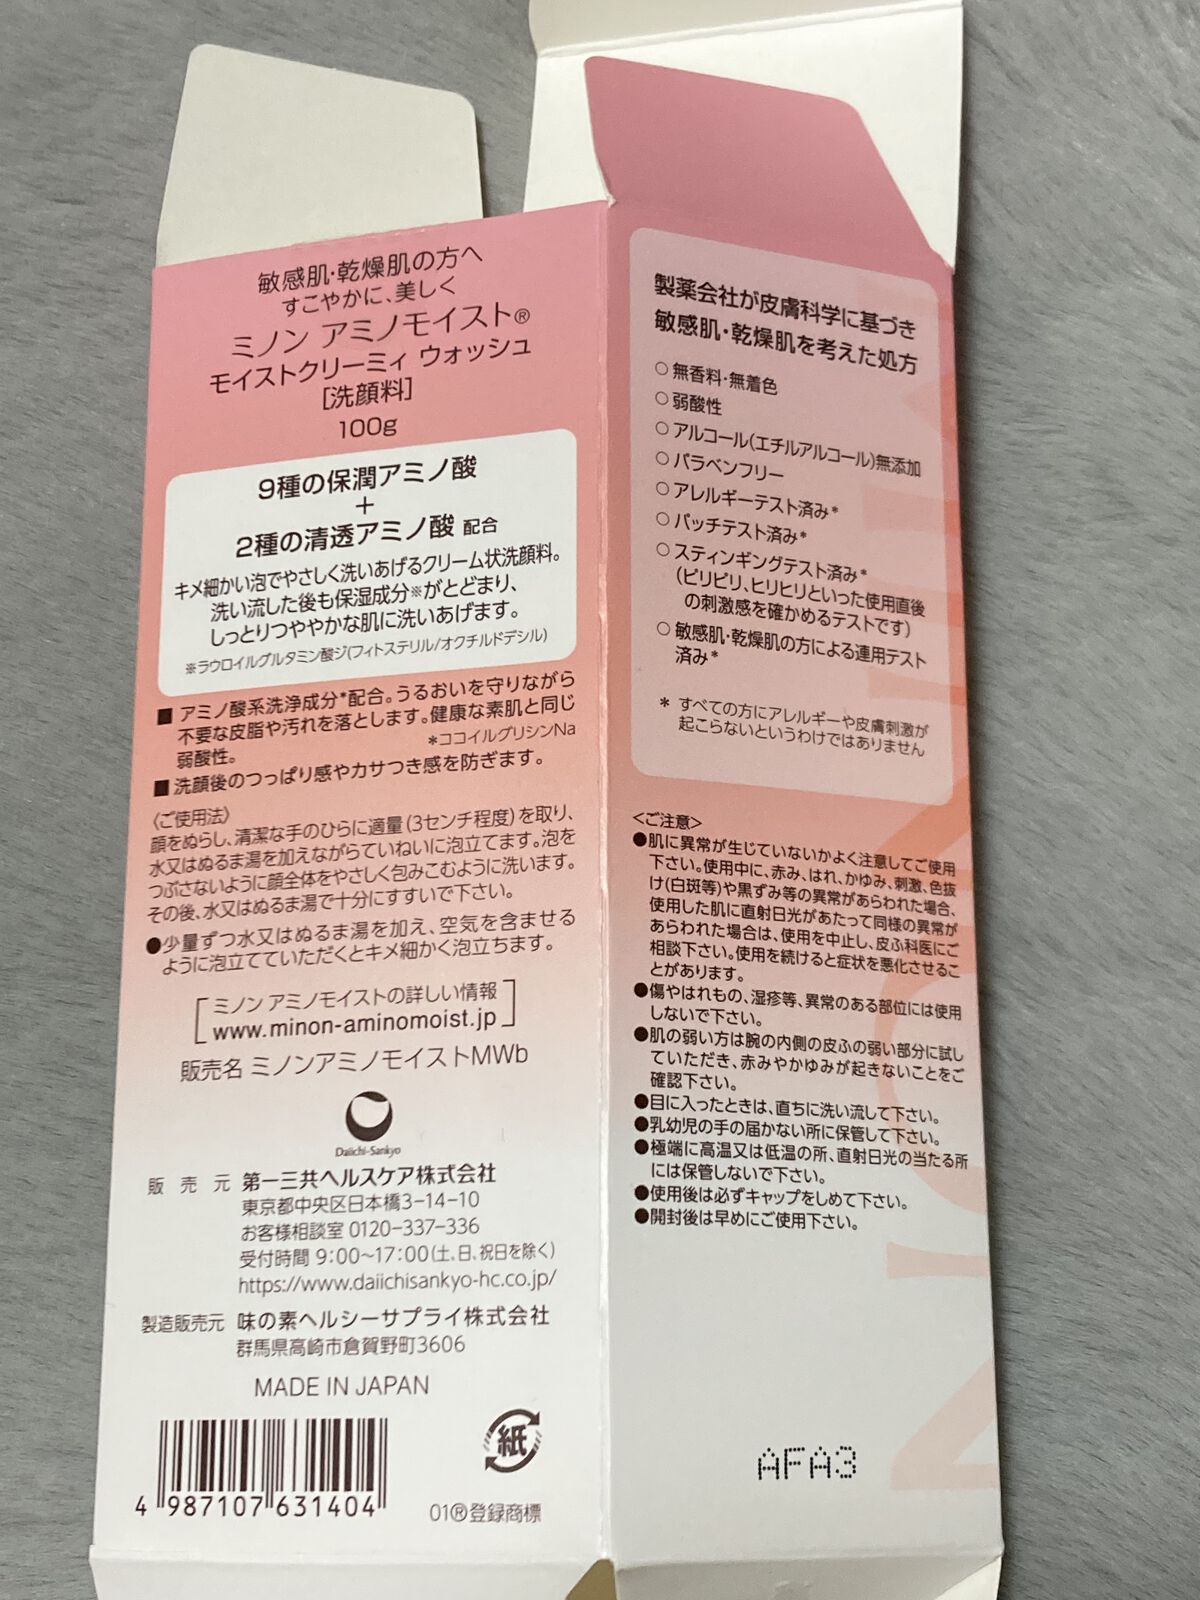 敏感肌・乾燥肌の方へ
すこやかに、美しく
ミノン アミノモイスト®
モイストクリーミィ ウォッシュ
[洗顔料]
100g
9種の保潤アミノ酸
+
2種の清透アミノ酸 配合
キメ細かい泡でやさしく洗いあげるクリーム状洗顔料。
洗い流した後も保湿成分※がとどまり、
しっとりつややかな肌に洗いあげます。
※ラウロイルグルタミン酸ジ(フィトステリル/オクチルドデシル)
■ アミノ酸系洗浄成分*配合。うるおいを守りながら
不要な皮脂や汚れを落とします。健康な素肌と同じ
弱酸性。
*ココイルグリシンNa
■ 洗顔後のつっぱり感やカサつき感を防ぎます。
〈ご使用法〉
顔をぬらし、清潔な手のひらに適量(3センチ程度)を取り、
水又はぬるま湯を加えながらていねいに泡立てます。泡を
つぶさないように顔全体をやさしく包みこむように洗います。
その後、水又はぬるま湯で十分にすすいで下さい。
●少量ずつ水又はぬるま湯を加え、空気を含ませる
ように泡立てていただくとキメ細かく泡立ちます。
ミノン アミノモイストの詳しい情報
www.minon-aminomoist.jp
販売名 ミノンアミノモイストMWb
Daiichi-Sankyo
販売元 第一三共ヘルスケア株式会社
東京都中央区日本橋3-14-10
お客様相談室 0120-337-336
受付時間 9:00〜17:00(土、日、祝日を除く)
https://www.daiichisankyo-hc.co.jp/
製造販売元 味の素ヘルシーサプライ株式会社
群馬県高崎市倉賀野町3606
MADE IN JAPAN
紙
4 987107 631404
01®登録商標
製薬会社が皮膚科学に基づき
敏感肌・乾燥肌を考えた処方
○ 無香料・無着色
○ 弱酸性
○ アルコール(エチルアルコール)無添加
○ パラベンフリー
○ アレルギーテスト済み*
○ パッチテスト済み*
○ スティンギングテスト済み*
(ピリピリ、ヒリヒリといった使用直後
の刺激感を確かめるテストです)
○ 敏感肌・乾燥肌の方による連用テスト
済み*
* すべての方にアレルギーや皮膚刺激が
起こらないというわけではありません
<ご注意>
●肌に異常が生じていないかよく注意してご使用
下さい。使用中に、赤み、はれ、かゆみ、刺激、色抜
け(白斑等)や黒ずみ等の異常があらわれた場合、
使用した肌に直射日光があたって同様の異常が
あらわれた場合は、使用を中止し、皮ふ科医にご
相談下さい。使用を続けると症状を悪化させるこ
とがあります。
●傷やはれもの、湿疹等、異常のある部位には使用
しないで下さい。
●肌の弱い方は腕の内側の皮ふの弱い部分に試し
ていただき、赤みやかゆみが起きないことをご
確認下さい。
●目に入ったときは、直ちに洗い流して下さい。
●乳幼児の手の届かない所に保管して下さい。
●極端に高温又は低温の所、直射日光の当たる所
には保管しないで下さい。
●使用後は必ずキャップをしめて下さい。
●開封後は早めにご使用下さい。
MINON
AFA3